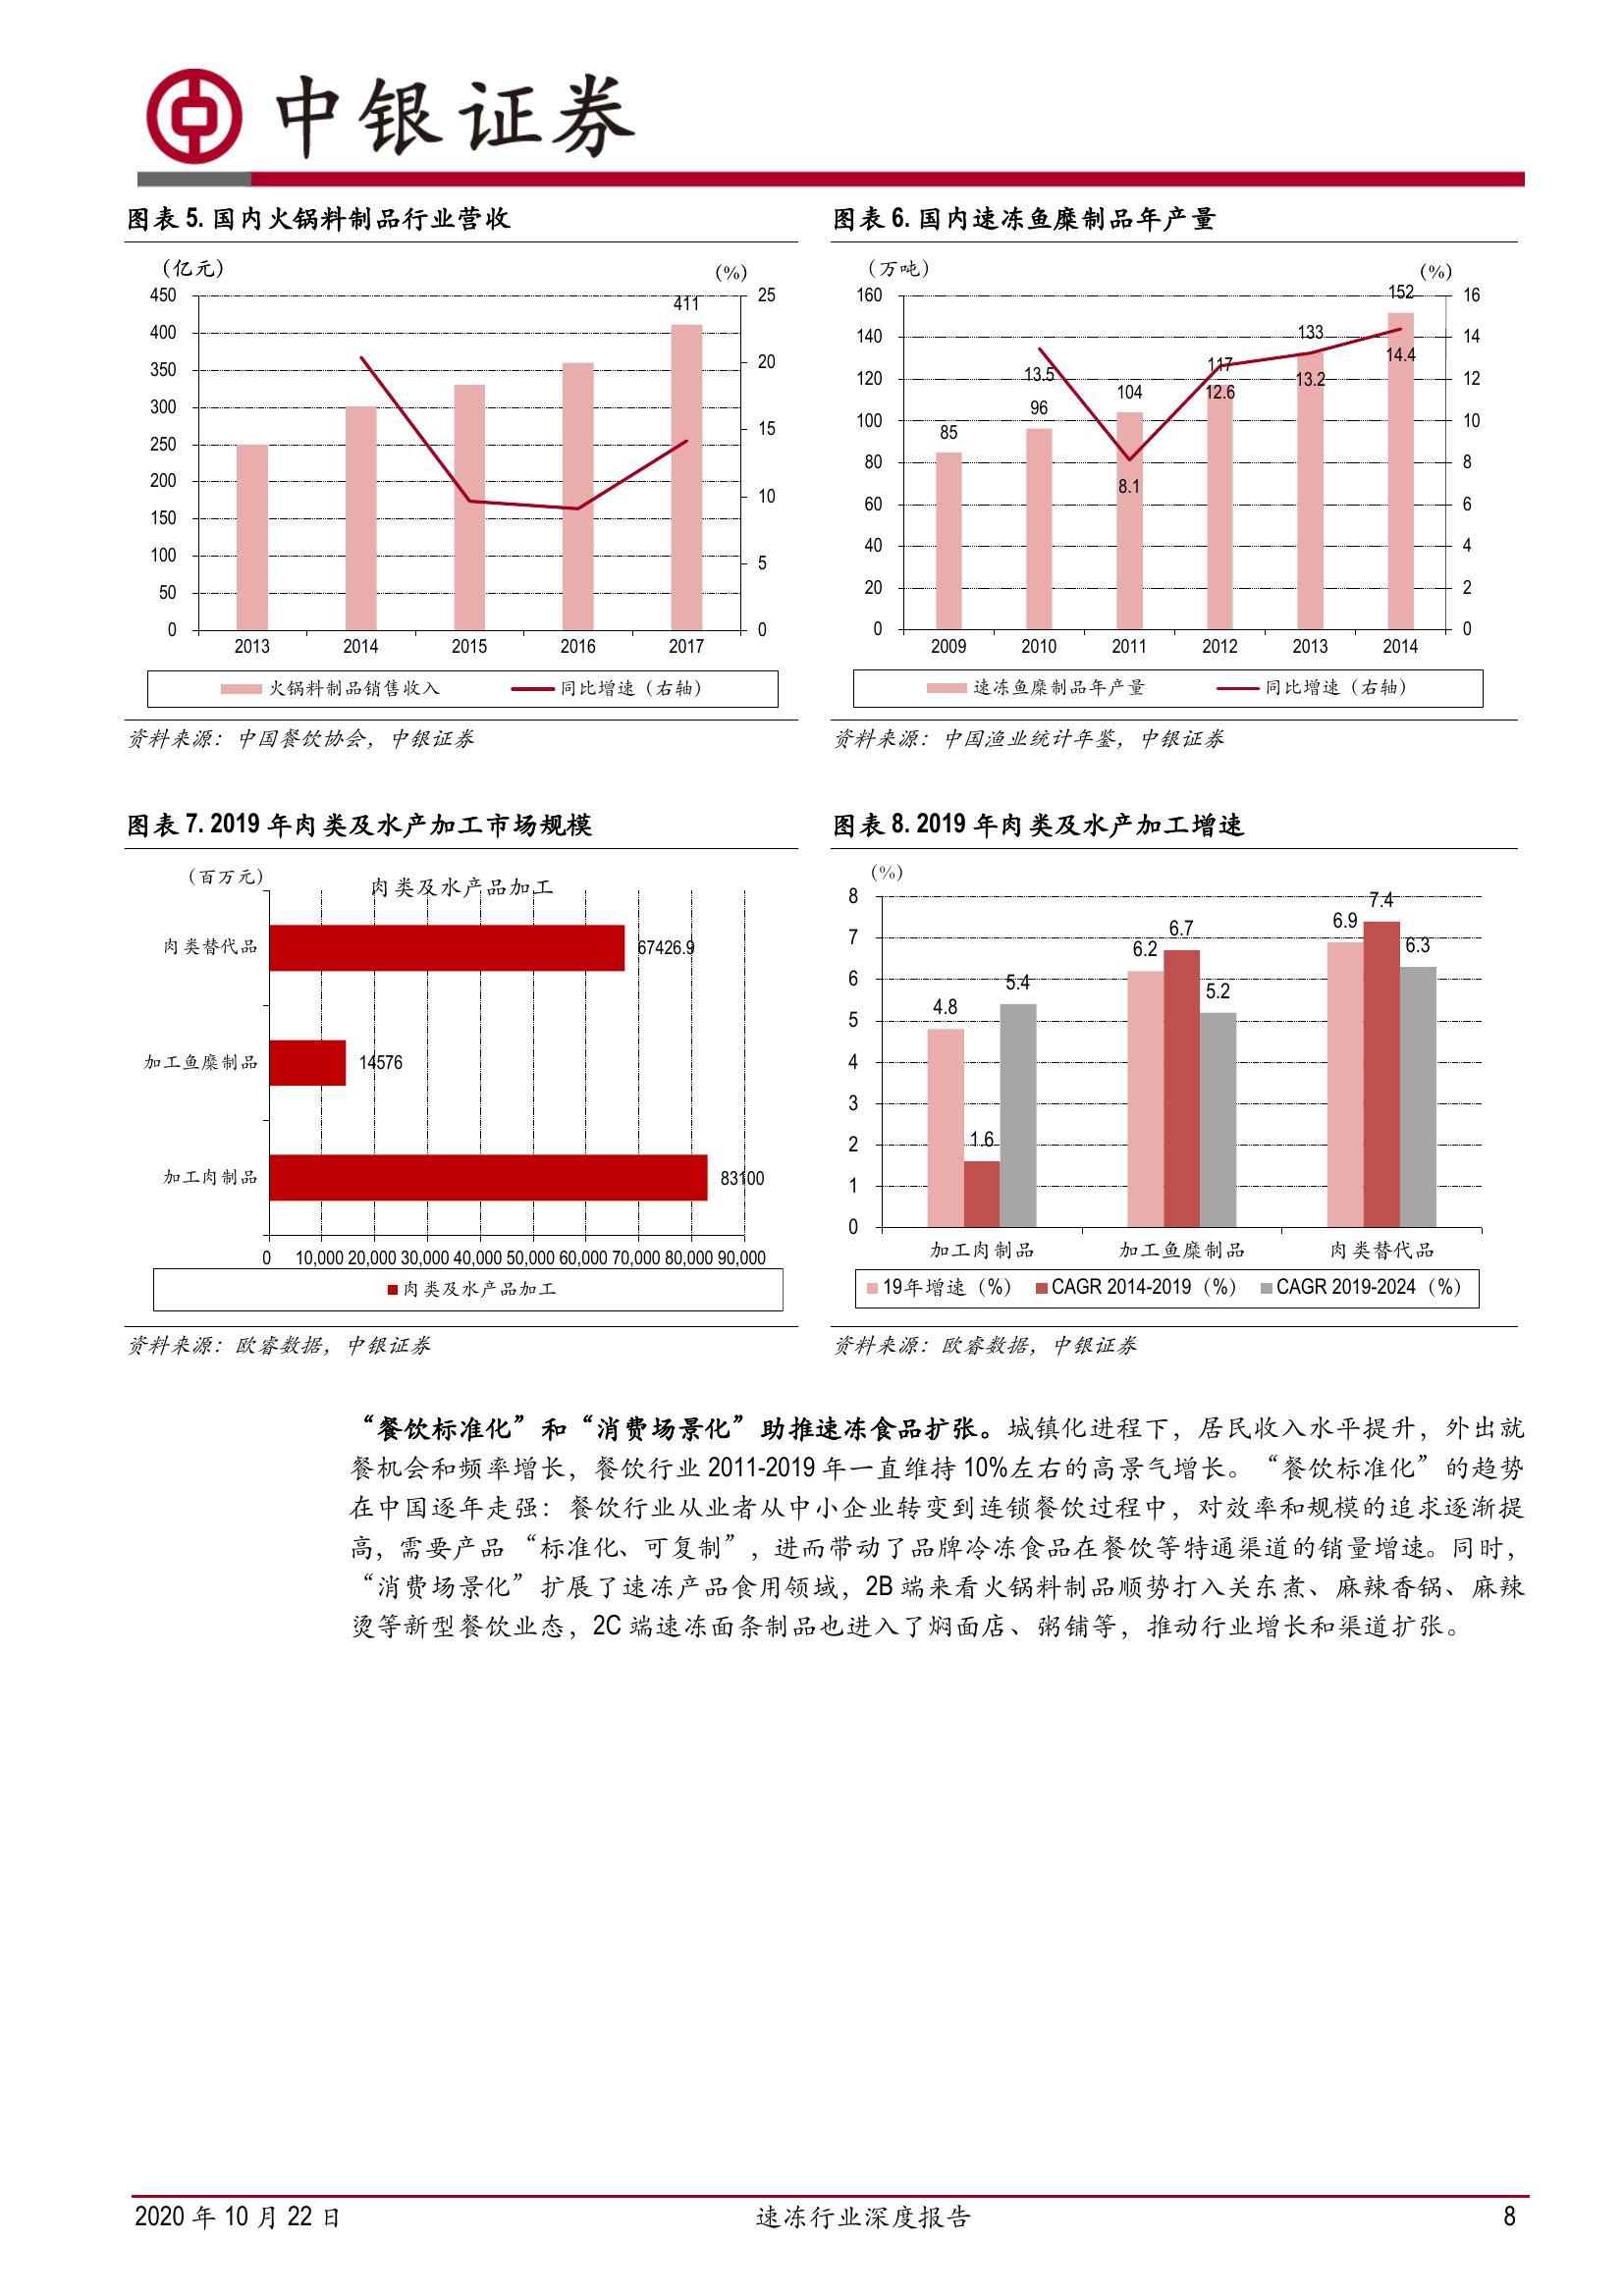 中银证券
图表 5. 国内火锅料制品行业营收
（亿元）
(%)
450
400
350
300
250
200
150
100
50
0
411
25
20
15
10
5
0
2013 2014 2015 2016 2017
火锅料制品销售收入 同比增速（右轴）
资料来源：中国餐饮协会，中银证券
图表 6. 国内速冻鱼糜制品年产量
（万吨）
(%)
160
140
120
100
80
60
40
20
0
85 96 104 117 133 152
13.5 8.1 12.6 13.2 14.4
16
14
12
10
8
6
4
2
0
2009 2010 2011 2012 2013 2014
速冻鱼糜制品年产量 同比增速（右轴）
资料来源：中国渔业统计年鉴，中银证券
图表 7. 2019 年肉类及水产加工市场规模
（百万元）
肉类及水产品加工
肉类替代品 67426.9
加工鱼糜制品 14576
加工肉制品 83100
0 10,000 20,000 30,000 40,000 50,000 60,000 70,000 80,000 90,000
肉类及水产品加工
资料来源：欧睿数据，中银证券
图表 8. 2019 年肉类及水产加工增速
(%)
8
7
6
5
4
3
2
1
0
4.8 1.6 5.4
6.2 6.7 5.2
6.9 7.4 6.3
加工肉制品 加工鱼糜制品 肉类替代品
19年增速（%） CAGR 2014-2019（%） CAGR 2019-2024（%）
资料来源：欧睿数据，中银证券
“餐饮标准化”和“消费场景化”助推速冻食品扩张。城镇化进程下，居民收入水平提升，外出就
餐机会和频率增长，餐饮行业 2011-2019 年一直维持 10%左右的高景气增长。“餐饮标准化”的趋势
在中国逐年走强：餐饮行业从业者从中小企业转变到连锁餐饮过程中，对效率和规模的追求逐渐提
高，需要产品“标准化、可复制”，进而带动了品牌冷冻食品在餐饮等特通渠道的销量增速。同时，
“消费场景化”扩展了速冻产品食用领域，2B 端来看火锅料制品顺势打入关东煮、麻辣香锅、麻辣
烫等新型餐饮业态，2C 端速冻面条制品也进入了焖面店、粥铺等，推动行业增长和渠道扩张。
2020 年 10 月 22 日 速冻行业深度报告 8